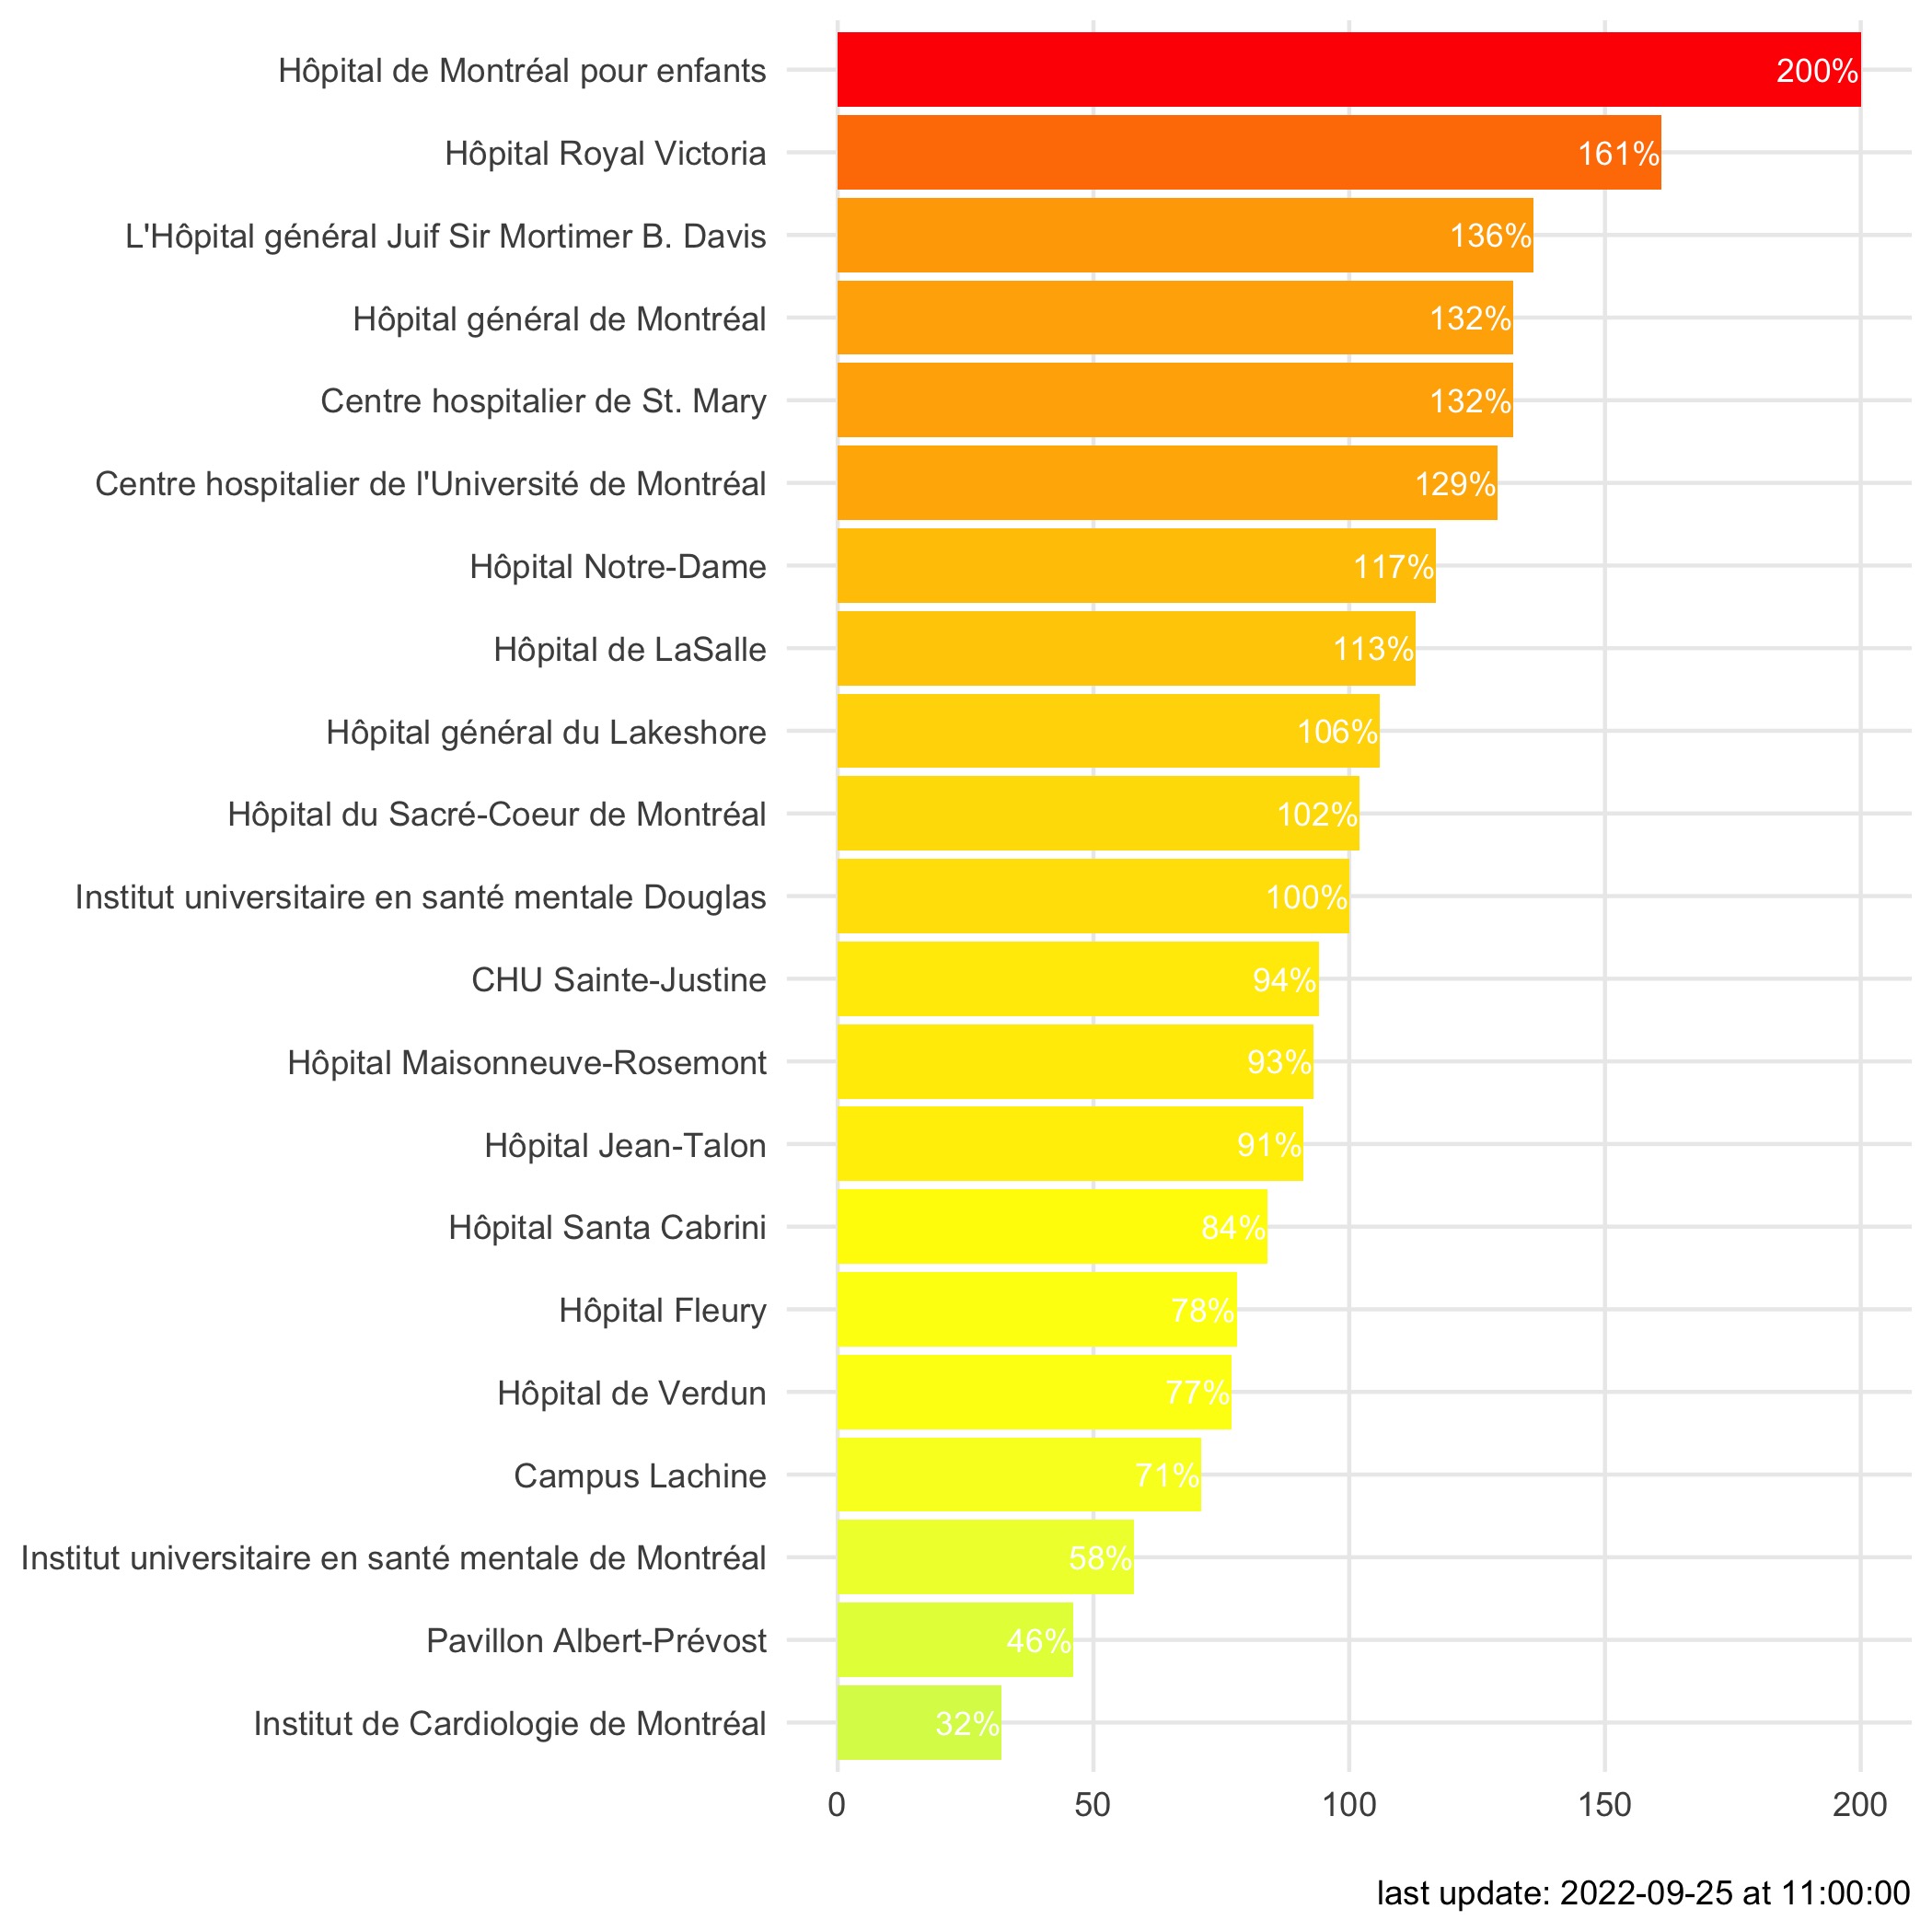 Hôpital de Montréal pour enfants 200%
Hôpital Royal Victoria 161%
L'Hôpital général Juif Sir Mortimer B. Davis 136%
Hôpital général de Montréal 132%
Centre hospitalier de St. Mary 132%
Centre hospitalier de l'Université de Montréal 129%
Hôpital Notre-Dame 117%
Hôpital de LaSalle 113%
Hôpital général du Lakeshore 106%
Hôpital du Sacré-Coeur de Montréal 102%
Institut universitaire en santé mentale Douglas 100%
CHU Sainte-Justine 94%
Hôpital Maisonneuve-Rosemont 93%
Hôpital Jean-Talon 91%
Hôpital Santa Cabrini 84%
Hôpital Fleury 78%
Hôpital de Verdun 77%
Campus Lachine 71%
Institut universitaire en santé mentale de Montréal 58%
Pavillon Albert-Prévost 46%
Institut de Cardiologie de Montréal 32%
0 50 100 150 200
last update: 2022-09-25 at 11:00:00